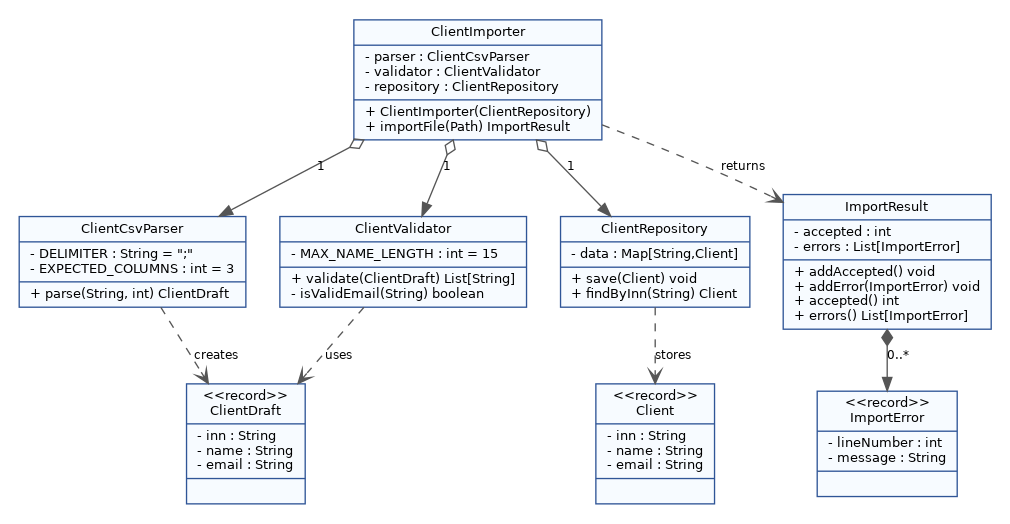 ClientImporter
- parser : ClientCsvParser
- validator : ClientValidator
- repository : ClientRepository
+ ClientImporter(ClientRepository)
+ importFile(Path) ImportResult
1
1
1
returns
ClientCsvParser
- DELIMITER : String = ";"
- EXPECTED_COLUMNS : int = 3
+ parse(String, int) ClientDraft
ClientValidator
- MAX_NAME_LENGTH : int = 15
+ validate(ClientDraft) List[String]
- isValidEmail(String) boolean
ClientRepository
- data : Map[String,Client]
+ save(Client) void
+ findByInn(String) Client
ImportResult
- accepted : int
- errors : List[ImportError]
+ addAccepted() void
+ addError(ImportError) void
+ accepted() int
+ errors() List[ImportError]
creates
uses
stores
0..*
<<record>>
ClientDraft
- inn : String
- name : String
- email : String
<<record>>
Client
- inn : String
- name : String
- email : String
<<record>>
ImportError
- lineNumber : int
- message : String